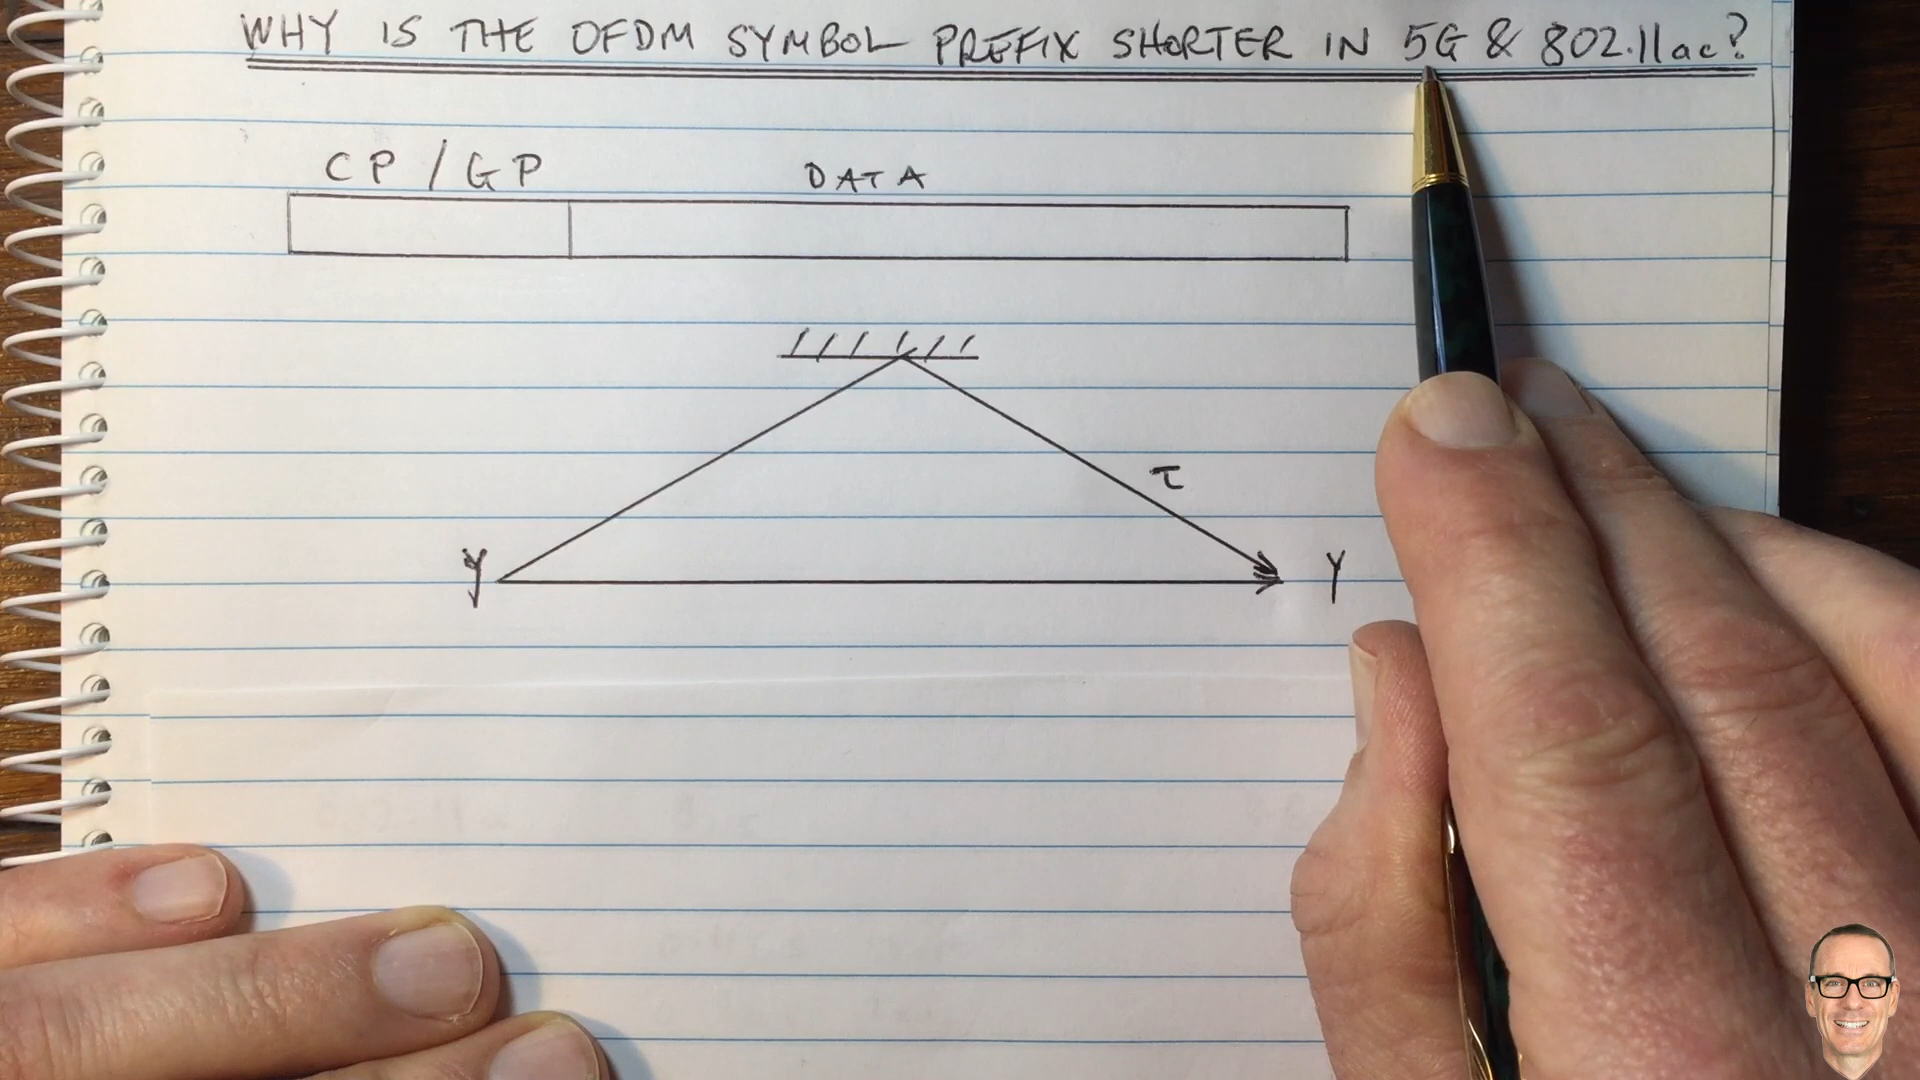 WHY IS THE OFDM SYMBOL PREFIX SHORTER IN 5G & 802.11ac?
CP/GP DATA
τ
Y Y